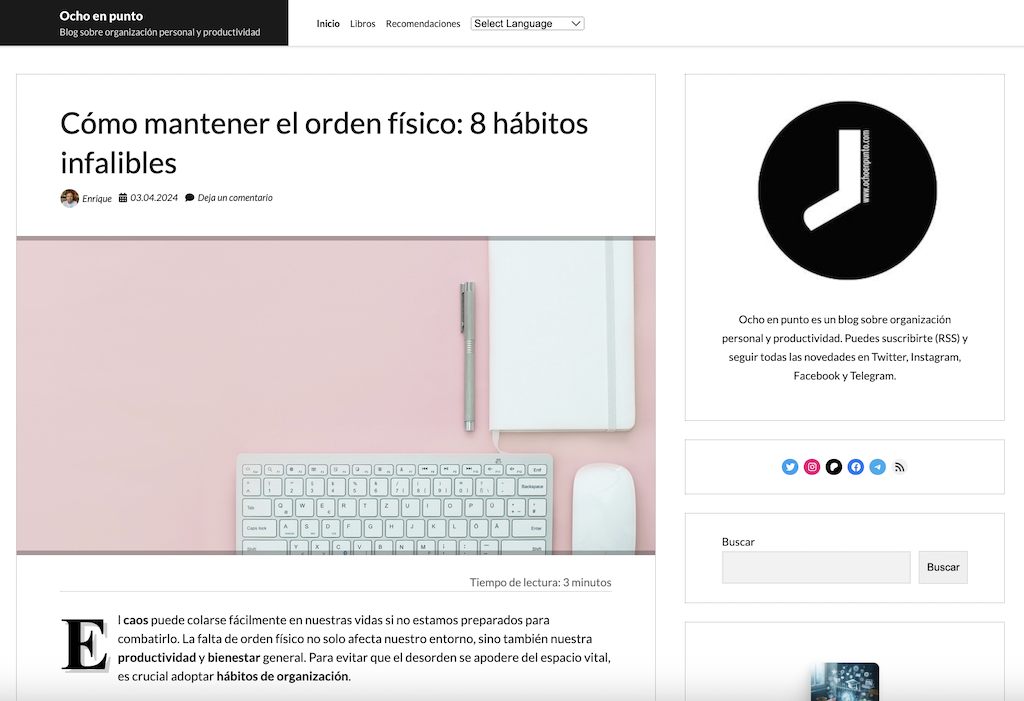 Ocho en punto
Blog sobre organización personal y productividad
Inicio Libros Recomendaciones Select Language
Cómo mantener el orden físico: 8 hábitos
infalibles
Enrique 03.04.2024 Deja un comentario
Tiempo de lectura: 3 minutos
El caos puede colarse fácilmente en nuestras vidas si no estamos preparados para
combatirlo. La falta de orden físico no solo afecta nuestro entorno, sino también nuestra
productividad y bienestar general. Para evitar que el desorden se apodere del espacio vital,
es crucial adoptar hábitos de organización.
www.ochoenpunto.com
Ocho en punto es un blog sobre organización
personal y productividad. Puedes suscribirte (RSS) y
seguir todas las novedades en Twitter, Instagram,
Facebook y Telegram.
Buscar
Buscar